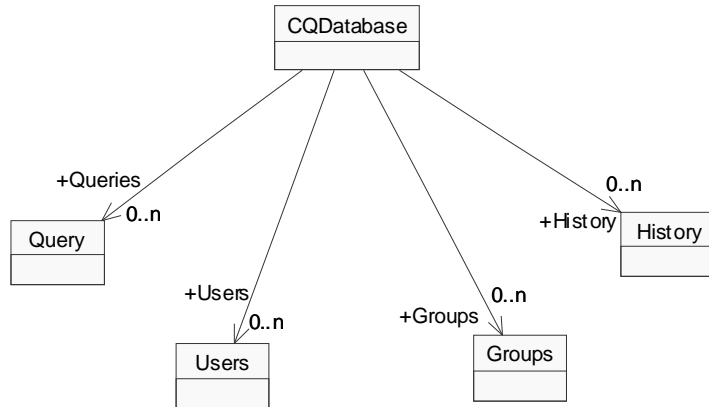 CQDatabase
+Queries
0..n
0..n
+History
Query
History
+Users
0..n
0..n
+Groups
Users
Groups